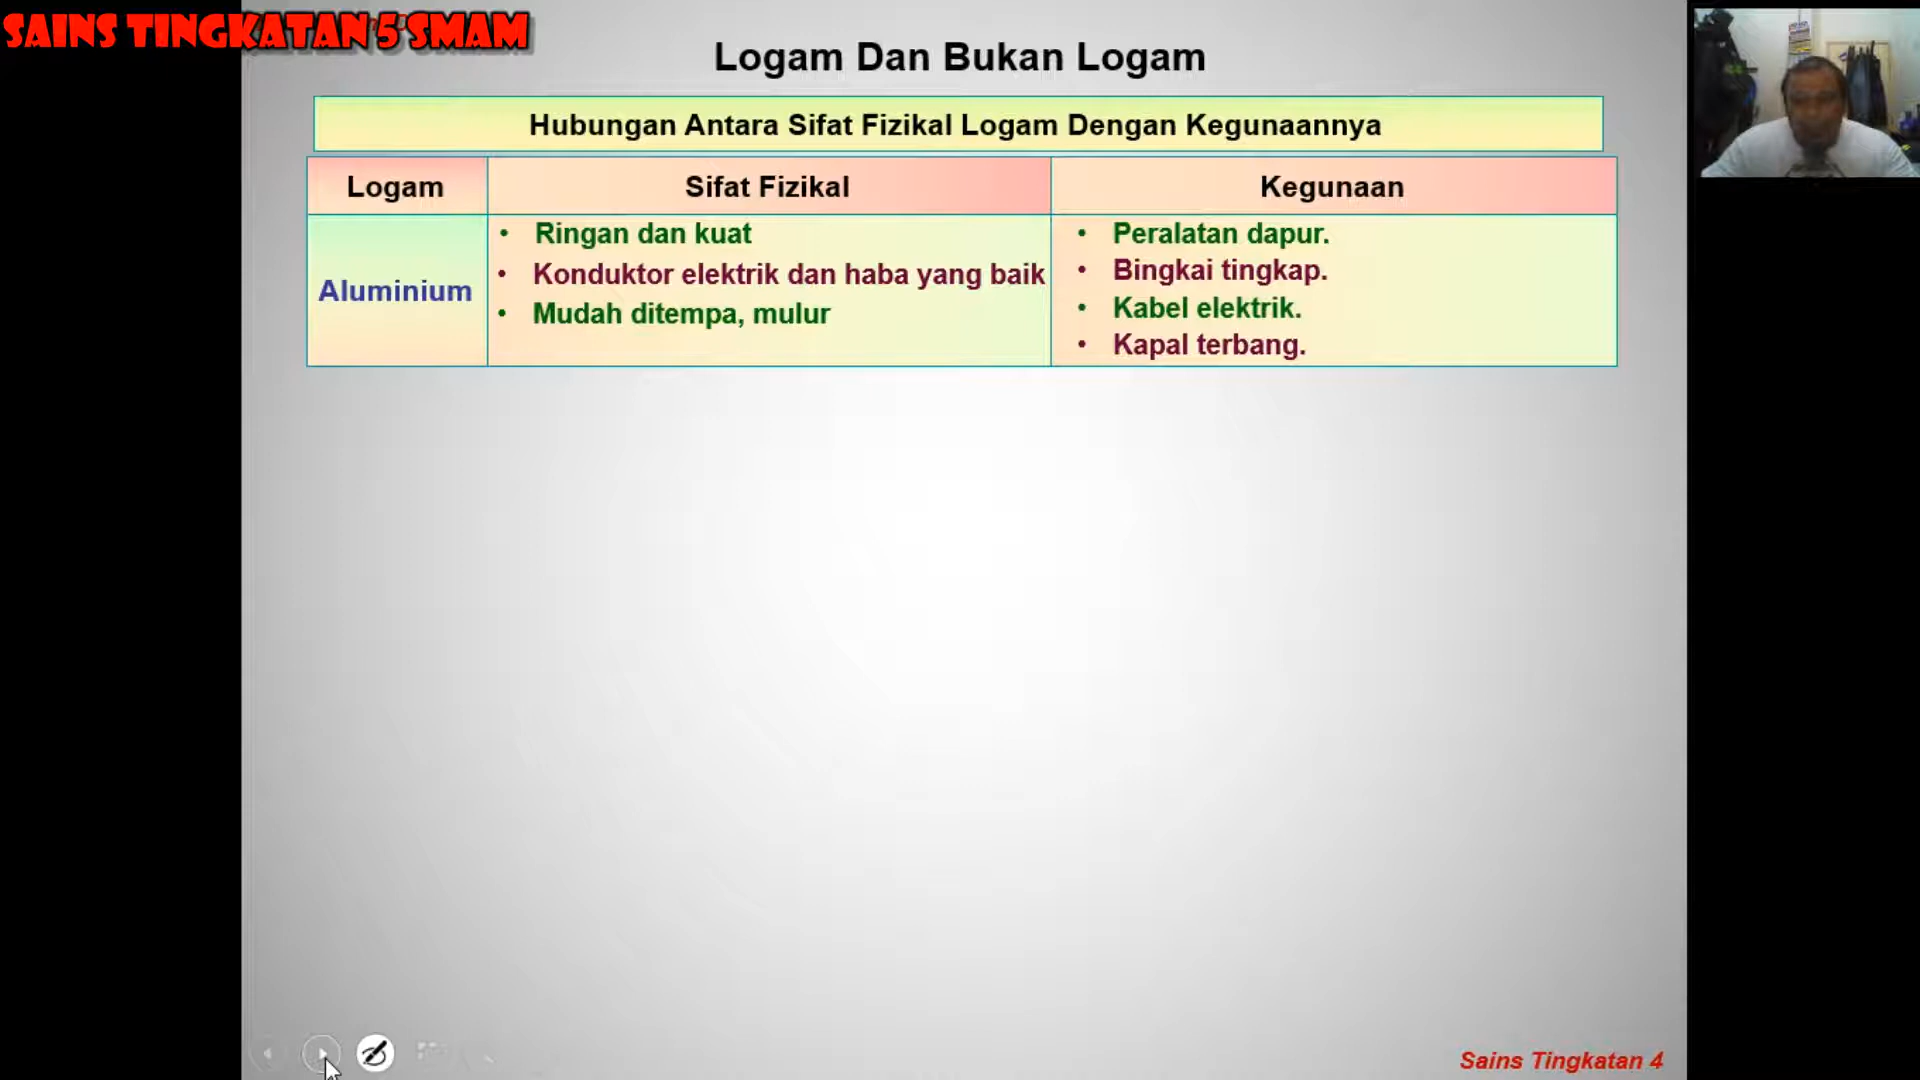 SAINS TINGKATAN 5 SMAM
Logam Dan Bukan Logam
Hubungan Antara Sifat Fizikal Logam Dengan Kegunaannya
Logam
Sifat Fizikal
Kegunaan
Aluminium
• Ringan dan kuat
• Konduktor elektrik dan haba yang baik
• Mudah ditempa, mulur
• Peralatan dapur.
• Bingkai tingkap.
• Kabel elektrik.
• Kapal terbang.
Sains Tingkatan 4